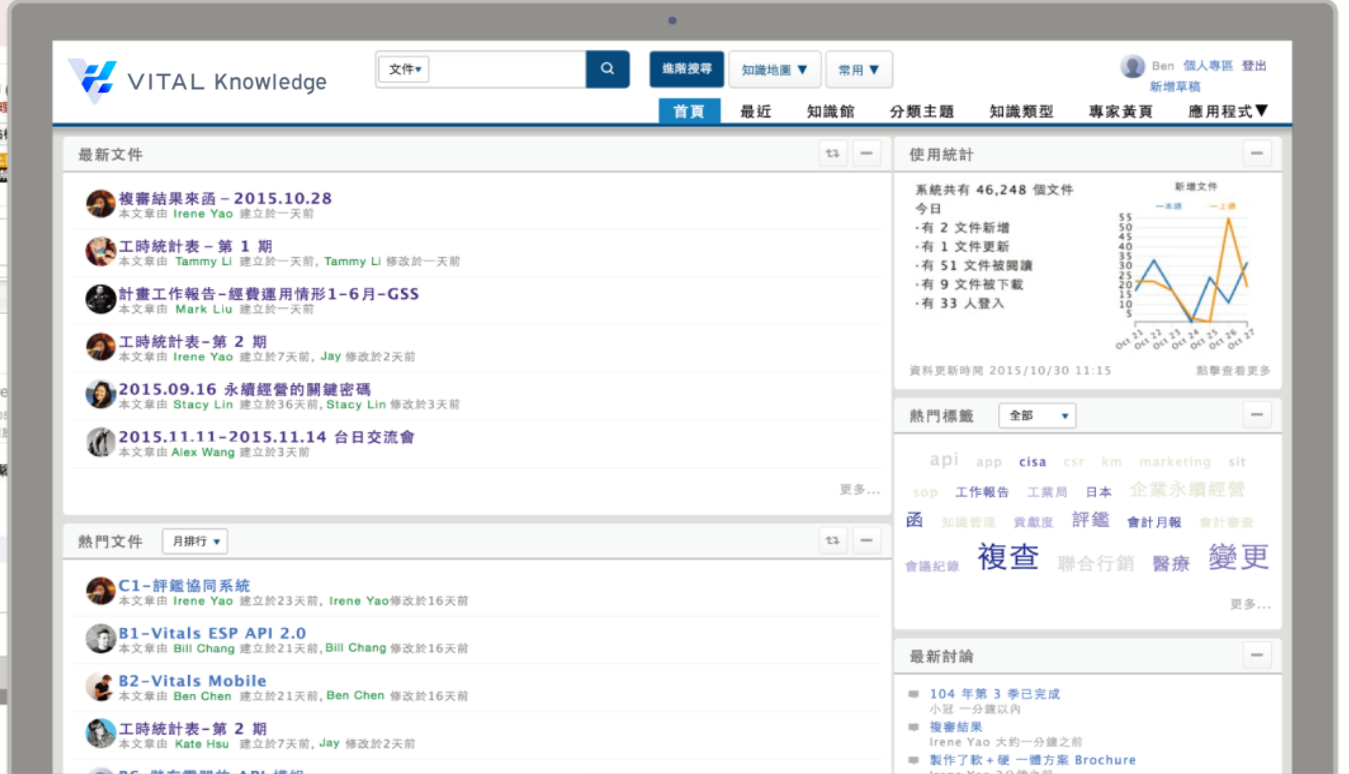 VITAL Knowledge
文件▾
進階搜尋
知識地圖 ▼
常用 ▼
Ben 個人專區 登出
新增草稿
首頁 最近 知識館 分類主題 知識類型 專家黃頁 應用程式▼
最新文件
複審結果來函－2015.10.28
本文章由 Irene Yao 建立於一天前
工時統計表－第 1 期
本文章由 Tammy Li 建立於一天前, Tammy Li 修改於一天前
計畫工作報告-經費運用情形1-6月-GSS
本文章由 Mark Liu 建立於一天前
工時統計表-第 2 期
本文章由 Irene Yao 建立於7天前, Jay 修改於2天前
2015.09.16 永續經營的關鍵密碼
本文章由 Stacy Lin 建立於36天前, Stacy Lin 修改於3天前
2015.11.11-2015.11.14 台日交流會
本文章由 Alex Wang 建立於3天前
更多...
熱門文件 月排行 ▾
C1-評鑑協同系統
本文章由 Irene Yao 建立於23天前, Irene Yao修改於16天前
B1-Vitals ESP API 2.0
本文章由 Bill Chang 建立於21天前, Bill Chang 修改於16天前
B2-Vitals Mobile
本文章由 Ben Chen 建立於21天前, Ben Chen 修改於16天前
工時統計表-第 2 期
本文章由 Kate Hsu 建立於7天前, Jay 修改於2天前
使用統計
系統共有 46,248 個文件
今日
·有 2 文件新增
·有 1 文件更新
·有 51 文件被閱讀
·有 9 文件被下載
·有 33 人登入
新增文件
本週 上週
55
50
45
40
35
30
25
20
15
10
5
Oct 21 Oct 22 Oct 23 Oct 24 Oct 25 Oct 26 Oct 27
資料更新時間 2015/10/30 11:15
點擊查看更多
熱門標籤 全部 ▾
api app cisa csr km marketing sit
sop 工作報告 工業局 日本 企業永續經營
函 知識管理 貢獻度 評鑑 會計月報 會計審查
會議紀錄 複查 聯合行銷 醫療 變更
更多...
最新討論
104 年第 3 季已完成
小冠 一分鐘以內
複審結果
Irene Yao 大約一分鐘之前
製作了軟＋硬 一體方案 Brochure